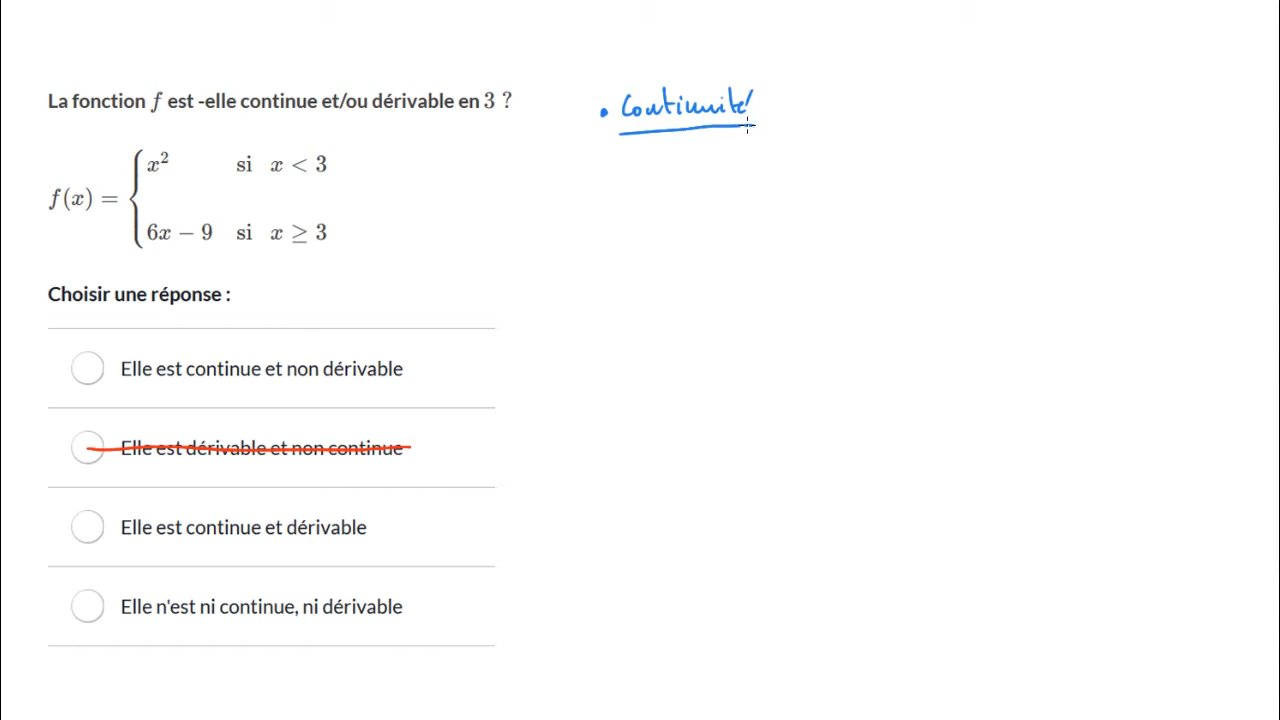 La fonction f est -elle continue et/ou dérivable en 3 ?
• Continuité
f(x) = { x² si x < 3
6x − 9 si x ≥ 3
Choisir une réponse :
Elle est continue et non dérivable
Elle est dérivable et non continue
Elle est continue et dérivable
Elle n'est ni continue, ni dérivable